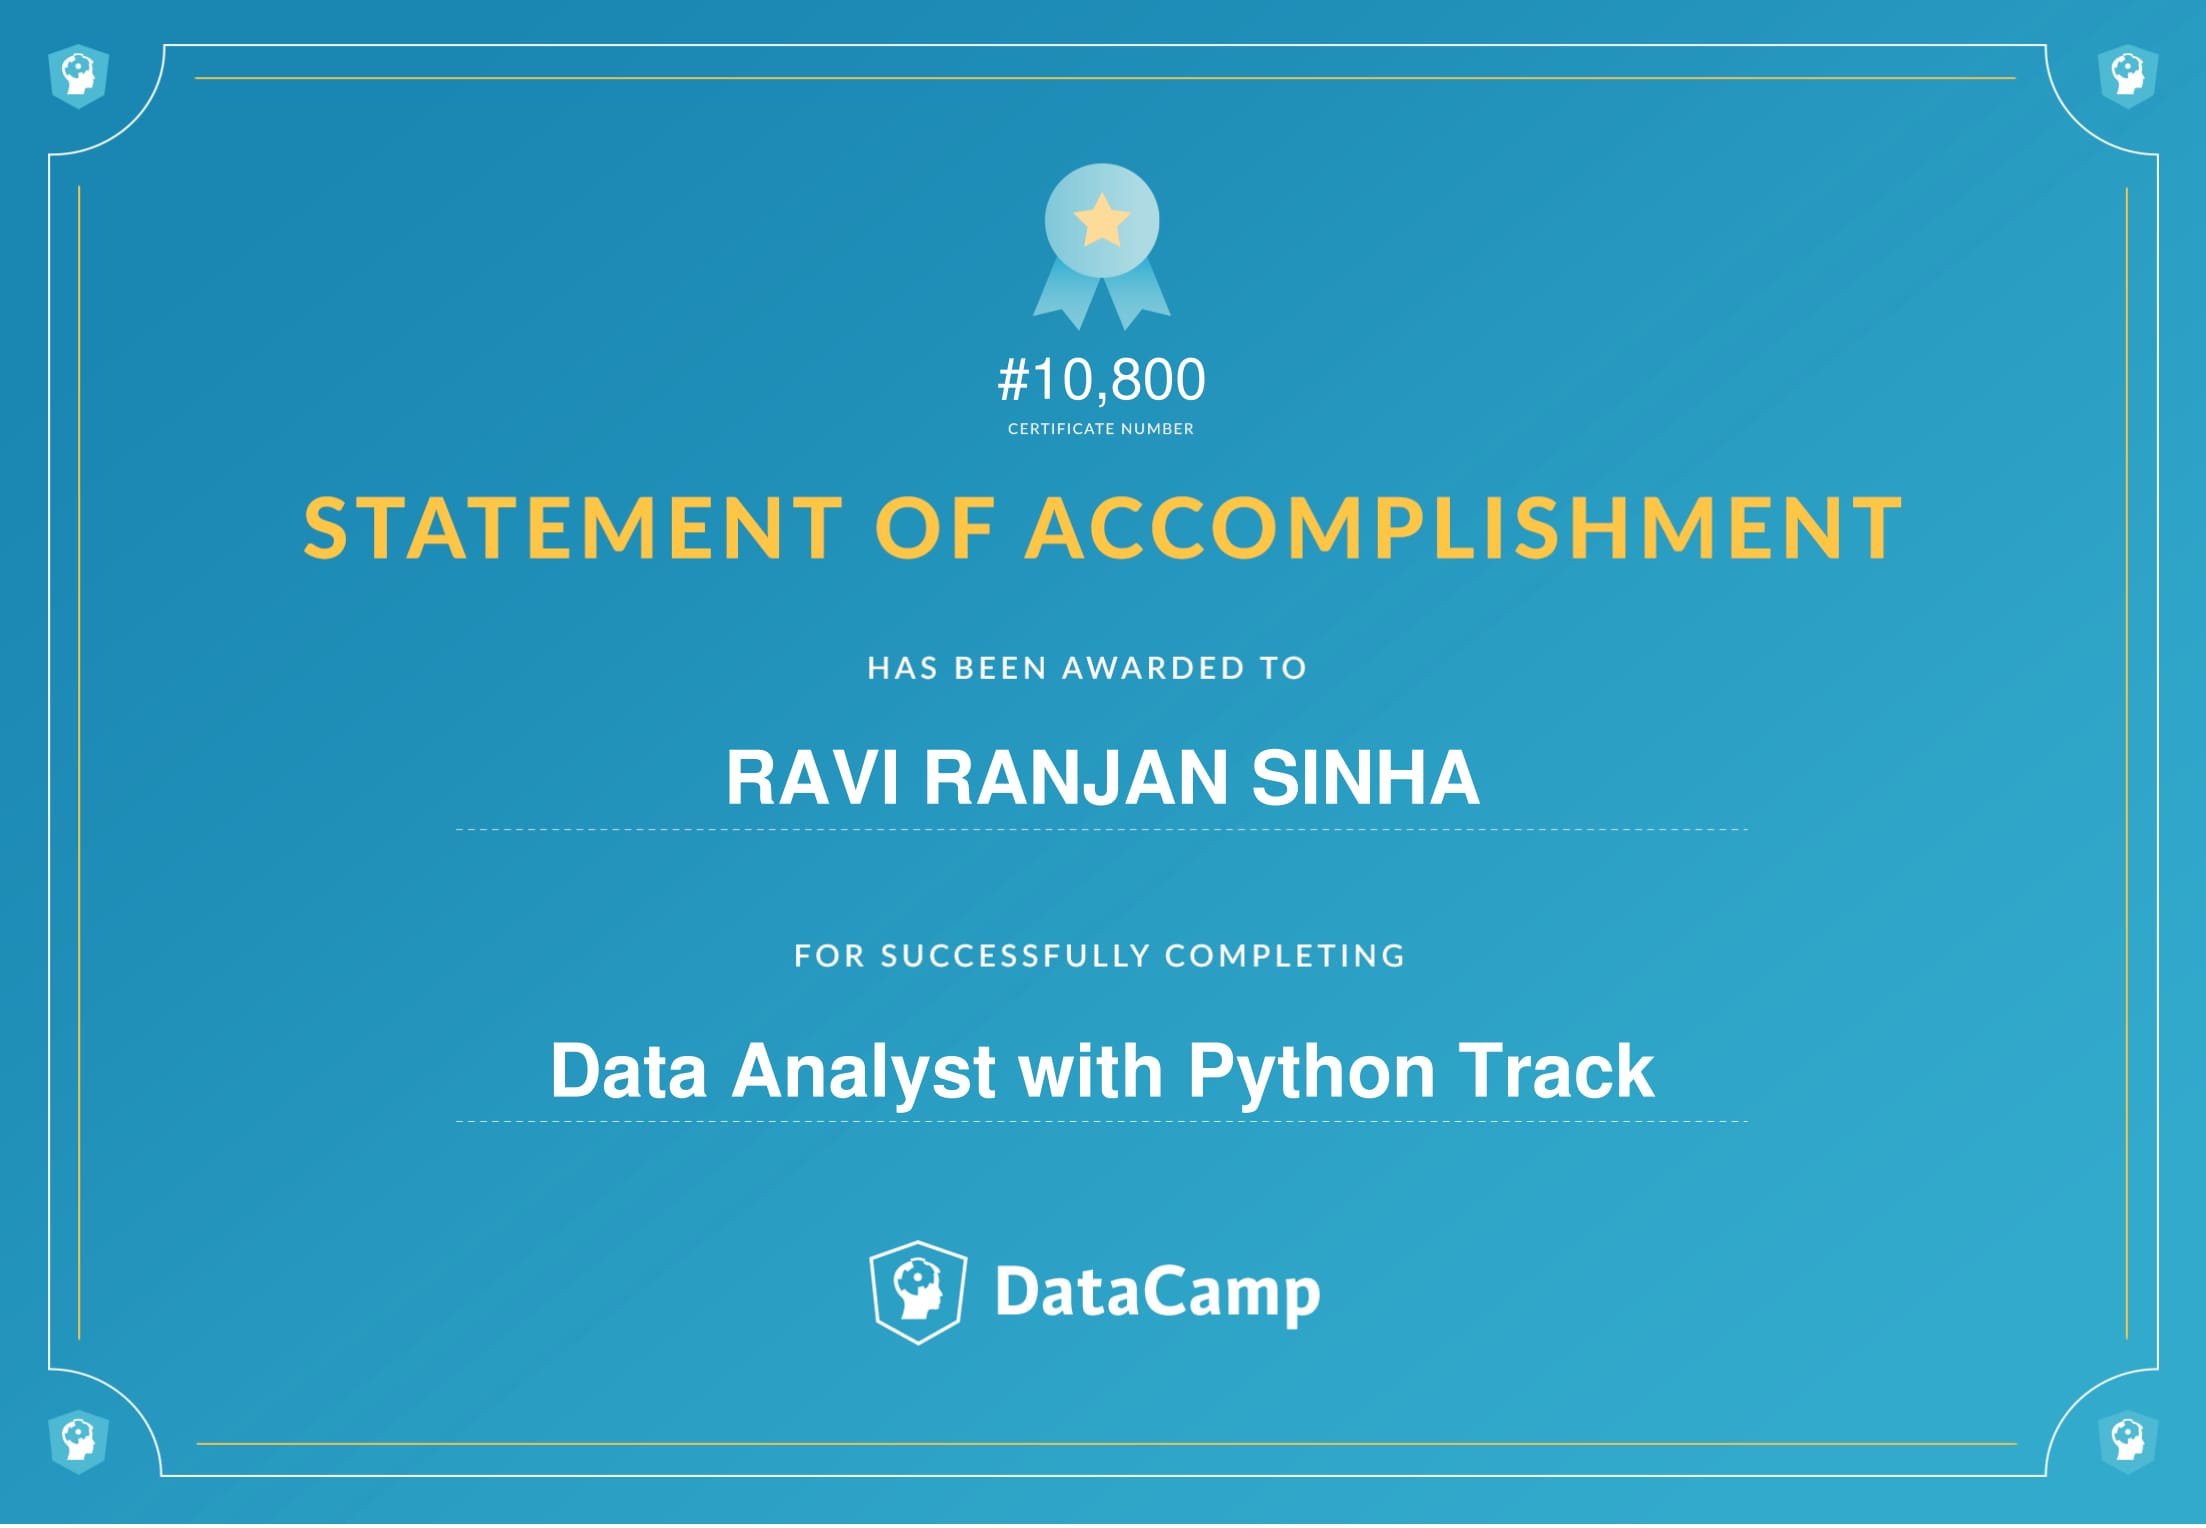 #10,800
CERTIFICATE NUMBER
STATEMENT OF ACCOMPLISHMENT
HAS BEEN AWARDED TO
RAVI RANJAN SINHA
FOR SUCCESSFULLY COMPLETING
Data Analyst with Python Track
DataCamp